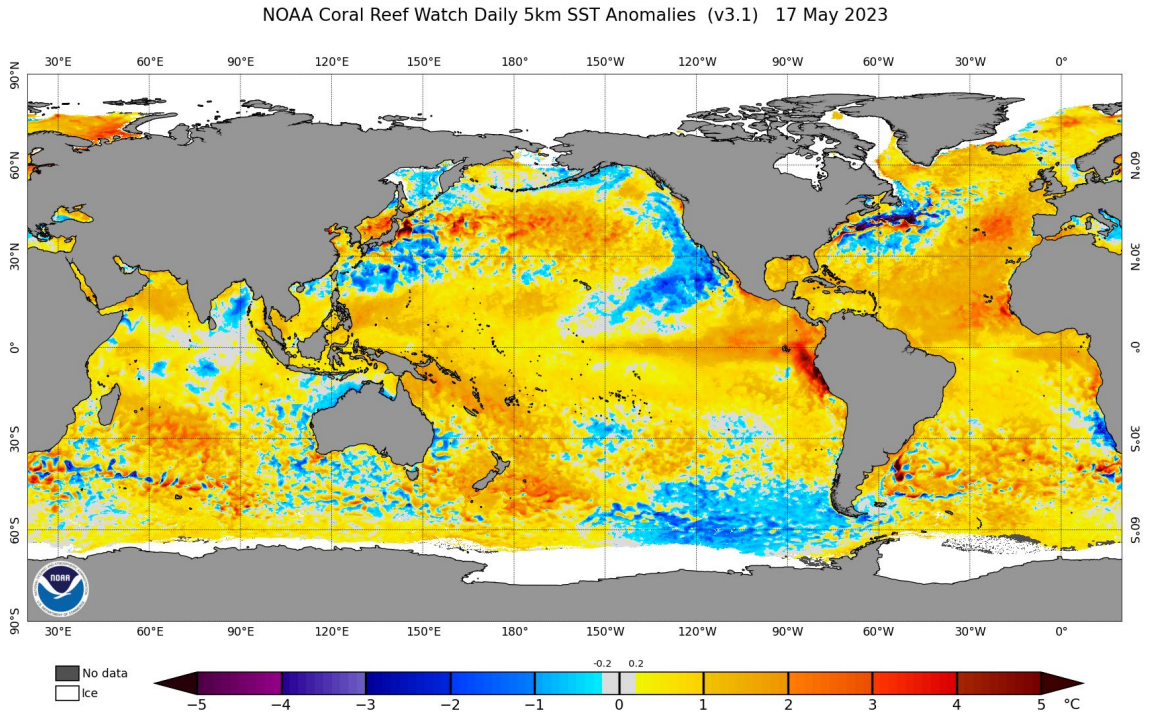 NOAA Coral Reef Watch Daily 5km SST Anomalies (v3.1) 17 May 2023
30°E 60°E 90°E 120°E 150°E 180° 150°W 120°W 90°W 60°W 30°W 0°
90°N
60°N
30°N
0°
30°S
60°S
90°S
60°N
30°N
0°
30°S
60°S
NOAA
30°E 60°E 90°E 120°E 150°E 180° 150°W 120°W 90°W 60°W 30°W 0°
No data
Ice
-0.2 0.2
−5 −4 −3 −2 −1 0 1 2 3 4 5 °C